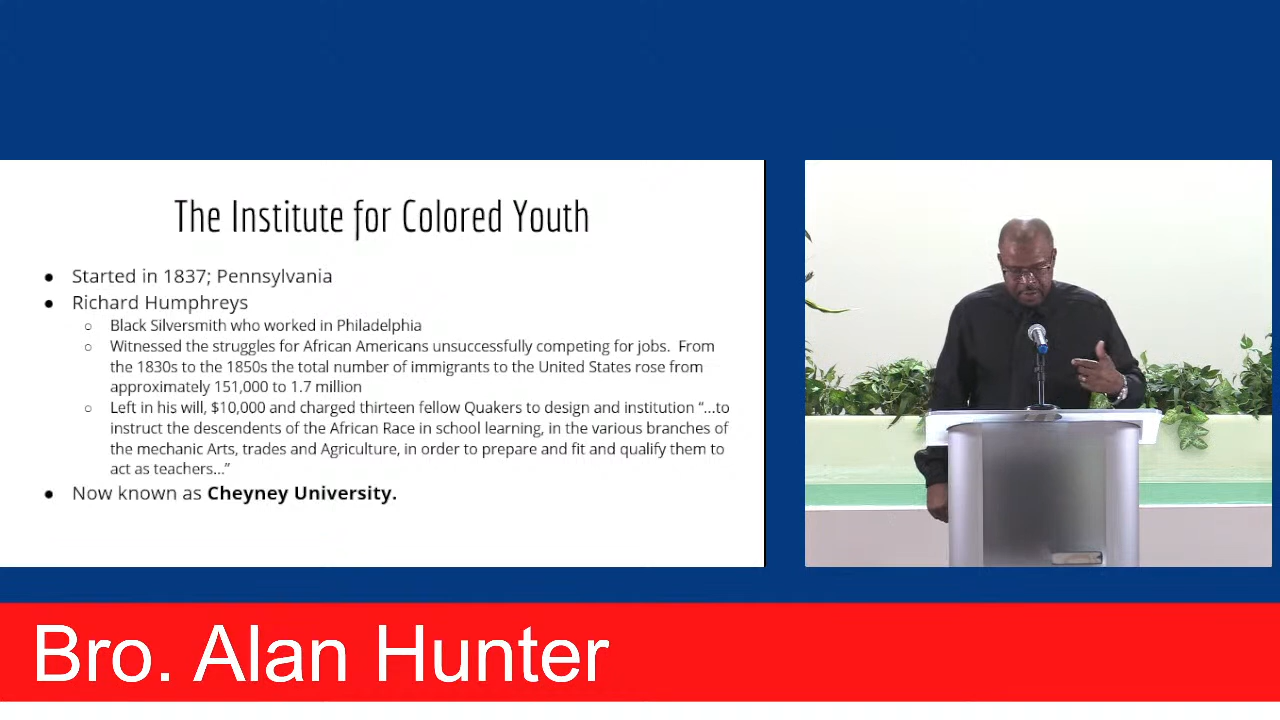 The Institute for Colored Youth
● Started in 1837; Pennsylvania
● Richard Humphreys
○ Black Silversmith who worked in Philadelphia
○ Witnessed the struggles for African Americans unsuccessfully competing for jobs. From
the 1830s to the 1850s the total number of immigrants to the United States rose from
approximately 151,000 to 1.7 million
○ Left in his will, $10,000 and charged thirteen fellow Quakers to design and institution “…to
instruct the descendents of the African Race in school learning, in the various branches of
the mechanic Arts, trades and Agriculture, in order to prepare and fit and qualify them to
act as teachers…”
● Now known as Cheyney University.
Bro. Alan Hunter